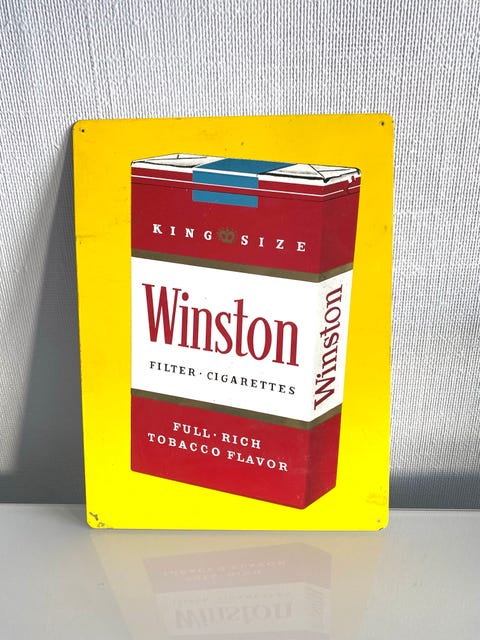 KING SIZE
Winston
FILTER · CIGARETTES
FULL · RICH
TOBACCO FLAVOR
Winston